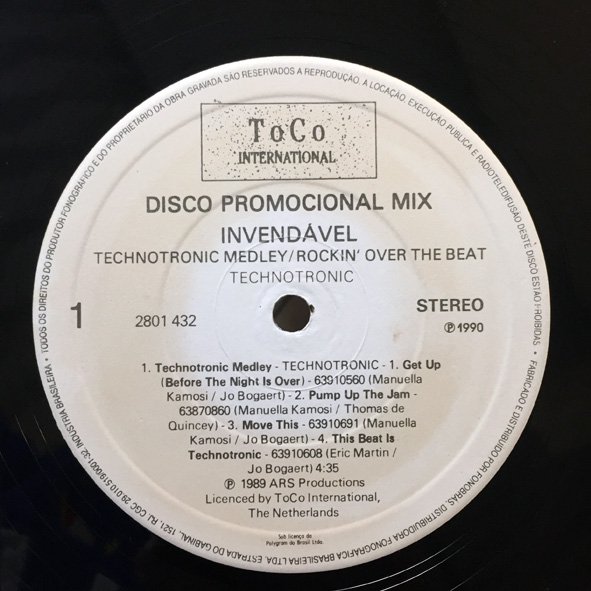 TODOS OS DIREITOS DO PRODUTOR FONOGRÁFICO E DO PROPRIETÁRIO DA OBRA GRAVADA SÃO RESERVADOS A REPRODUÇÃO, A LOCAÇÃO, EXECUÇÃO PÚBLICA E RADIOTELEDIFUSÃO DESTE DISCO ESTÃO PROIBIDAS •
ToCo
INTERNATIONAL
DISCO PROMOCIONAL MIX
INVENDÁVEL
TECHNOTRONIC MEDLEY/ROCKIN' OVER THE BEAT
TECHNOTRONIC
1
2801 432
STEREO
℗ 1990
1. Technotronic Medley - TECHNOTRONIC - 1. Get Up
(Before The Night Is Over) - 63910560 (Manuella
Kamosi / Jo Bogaert) - 2. Pump Up The Jam -
63870860 (Manuella Kamosi / Thomas de
Quincey) - 3. Move This - 63910691 (Manuella
Kamosi / Jo Bogaert) - 4. This Beat Is
Technotronic - 63910608 (Eric Martin /
Jo Bogaert) 4:35
℗ 1989 ARS Productions
Licenced by ToCo International,
The Netherlands
Sob licença da
Polygram do Brasil Ltda.
FABRICADO E DISTRIBUIDO POR FONOBRAS, DISTRIBUIDORA FONOGRÁFICA BRASILEIRA LTDA, ESTRADA DO GABINAL, 1521, RJ, CGC 29.010.519/0001-32, INDÚSTRIA BRASILEIRA •